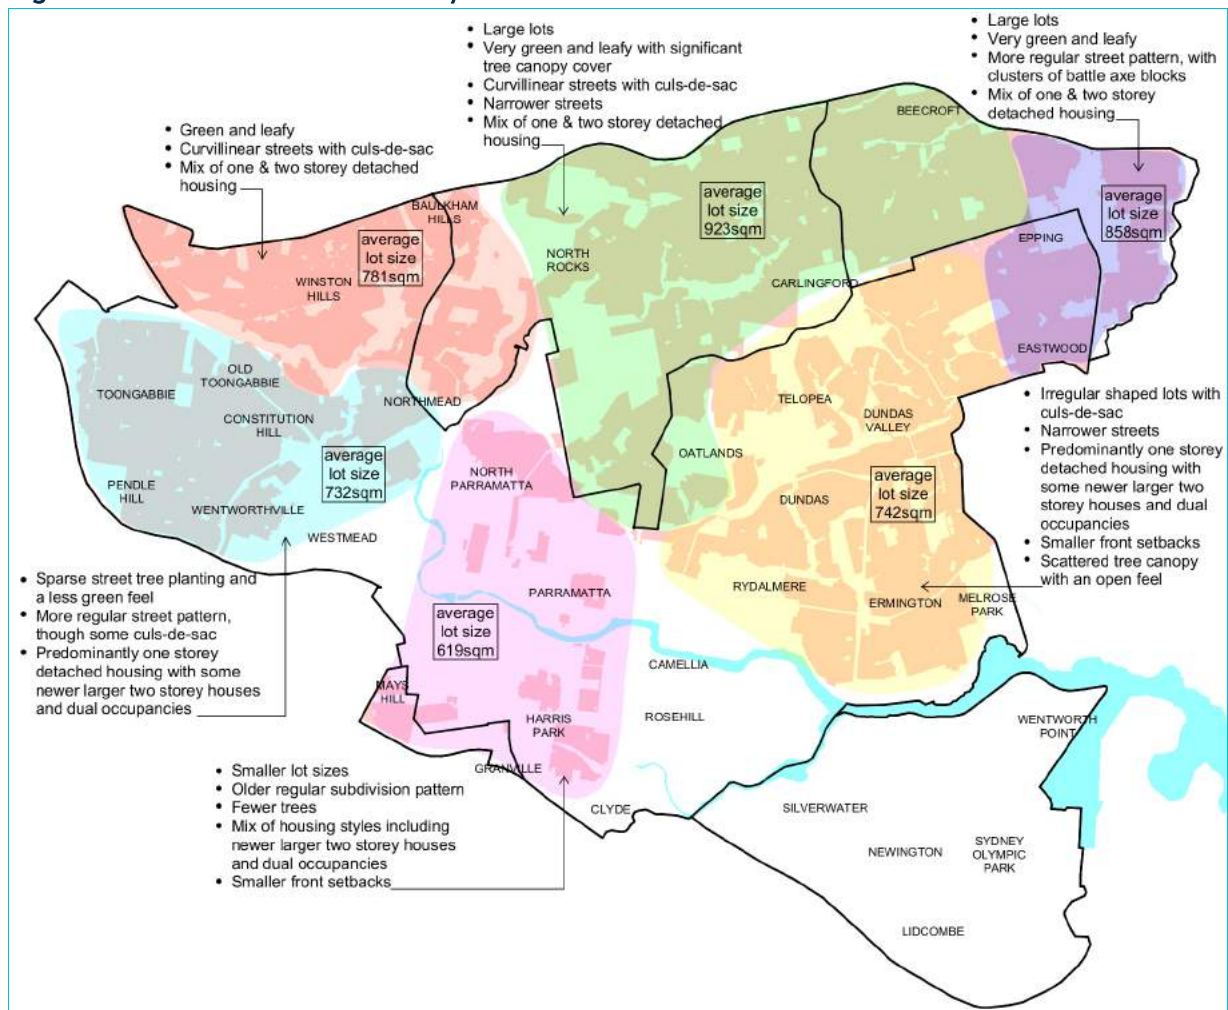 • Large lots
• Very green and leafy with significant
tree canopy cover
• Curvillinear streets with culs-de-sac
• Narrower streets
• Mix of one & two storey detached
housing
• Large lots
• Very green and leafy
• More regular street pattern, with
clusters of battle axe blocks
• Mix of one & two storey
detached housing
• Green and leafy
• Curvillinear streets with culs-de-sac
• Mix of one & two storey detached
housing
BEECROFT
BAULKHAM
HILLS
average
lot size
923sqm
average
lot size
858sqm
average
lot size
781sqm
EPPING
NORTH
ROCKS
WINSTON
HILLS
CARLINGFORD
EASTWOOD
OLD
TOONGABBIE
TOONGABBIE
CONSTITUTION
HILL
NORTHMEAD
TELOPEA
DUNDAS
VALLEY
• Irregular shaped lots with
culs-de-sac
• Narrower streets
• Predominantly one storey
detached housing with
some newer larger two
storey houses and dual
occupancies
• Smaller front setbacks
• Scattered tree canopy
with an open feel
OATLANDS
average
lot size
732sqm
NORTH
PARRAMATTA
PENDLE
HILL
WENTWORTHVILLE
WESTMEAD
DUNDAS
average
lot size
742sqm
RYDALMERE
ERMINGTON
MELROSE
PARK
PARRAMATTA
• Sparse street tree planting and
a less green feel
• More regular street pattern,
though some culs-de-sac
• Predominantly one storey
detached housing with some
newer larger two storey houses
and dual occupancies
average
lot size
619sqm
CAMELLIA
MAYS
HILL
HARRIS
PARK
ROSEHILL
WENTWORTH
POINT
GRANVILLE
• Smaller lot sizes
• Older regular subdivision pattern
• Fewer trees
• Mix of housing styles including
newer larger two storey houses
and dual occupancies
• Smaller front setbacks
CLYDE
SILVERWATER
NEWINGTON
SYDNEY
OLYMPIC
PARK
LIDCOMBE